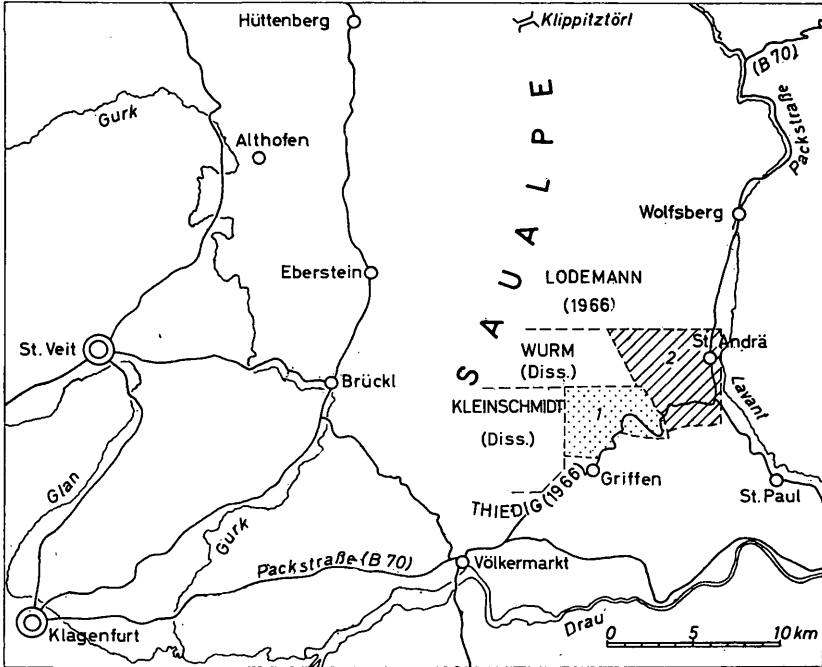 Hüttenberg
Klippitztörl
(B 70)
Packstraße
Gurk
Althofen
Wolfsberg
SAUALPE
Eberstein
LODEMANN
(1966)
St. Veit
WURM
(Diss.)
2
St. Andrä
Brückl
KLEINSCHMIDT
(Diss.)
1
Lavant
Glan
Griffen
St. Paul
THIEDIG (1966)
Gurk
Packstraße (B 70)
Völkermarkt
Klagenfurt
Drau
0 5 10 km